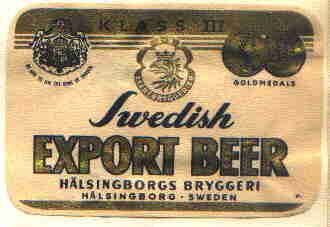 KLASS III
GOLDMEDALS
Swedish
EXPORT BEER
HÄLSINGBORGS BRYGGERI
HÄLSINGBORG · SWEDEN